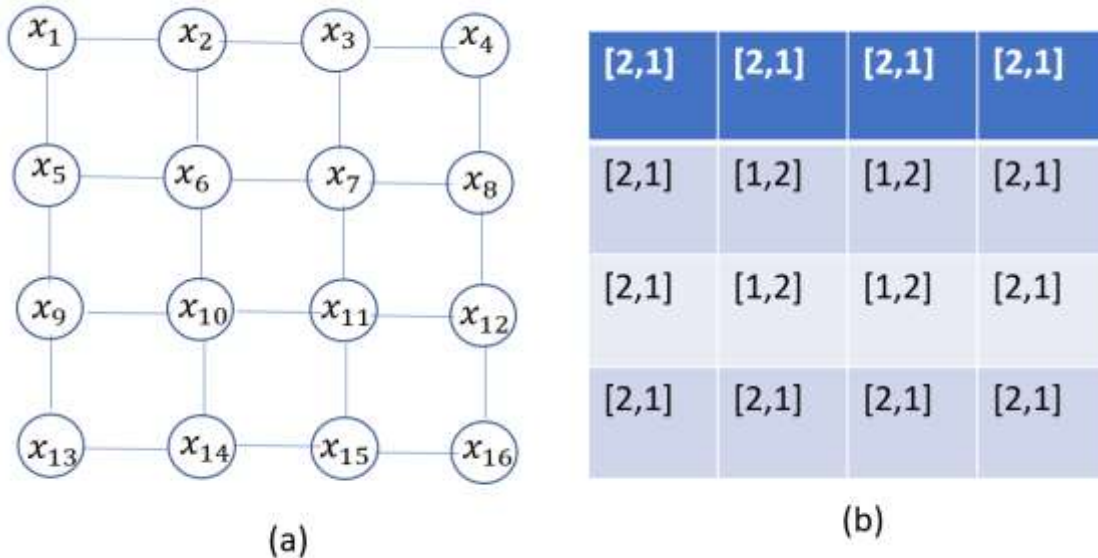 x₁ x₂ x₃ x₄
x₅ x₆ x₇ x₈
x₉ x₁₀ x₁₁ x₁₂
x₁₃ x₁₄ x₁₅ x₁₆
(a)
[2,1] [2,1] [2,1] [2,1]
[2,1] [1,2] [1,2] [2,1]
[2,1] [1,2] [1,2] [2,1]
[2,1] [2,1] [2,1] [2,1]
(b)